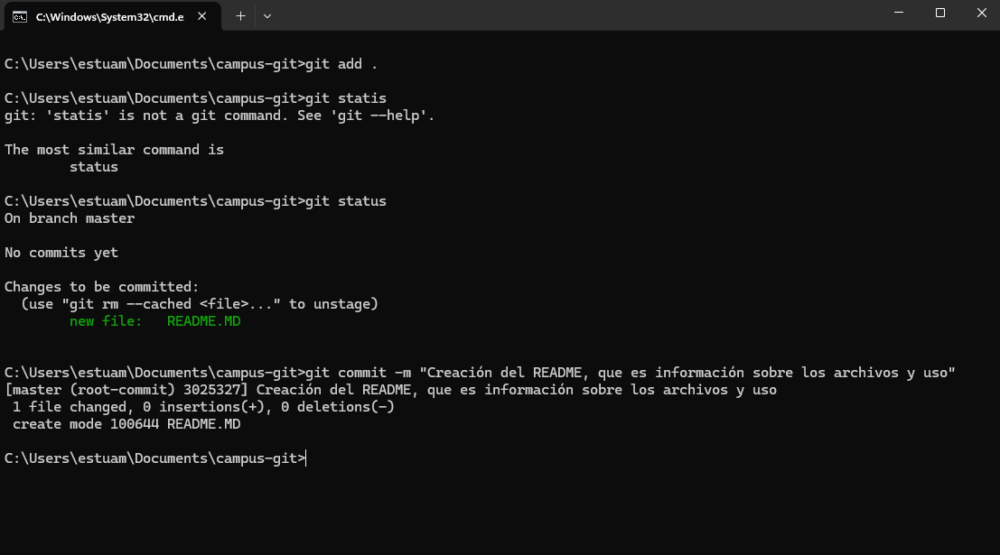 C:\Windows\System32\cmd.e
C:\Users\estuam\Documents\campus-git>git add .
C:\Users\estuam\Documents\campus-git>git statis
git: 'statis' is not a git command. See 'git --help'.
The most similar command is
status
C:\Users\estuam\Documents\campus-git>git status
On branch master
No commits yet
Changes to be committed:
(use "git rm --cached <file>..." to unstage)
new file:   README.MD
C:\Users\estuam\Documents\campus-git>git commit -m "Creación del README, que es información sobre los archivos y uso"
[master (root-commit) 3025327] Creación del README, que es información sobre los archivos y uso
1 file changed, 0 insertions(+), 0 deletions(-)
create mode 100644 README.MD
C:\Users\estuam\Documents\campus-git>